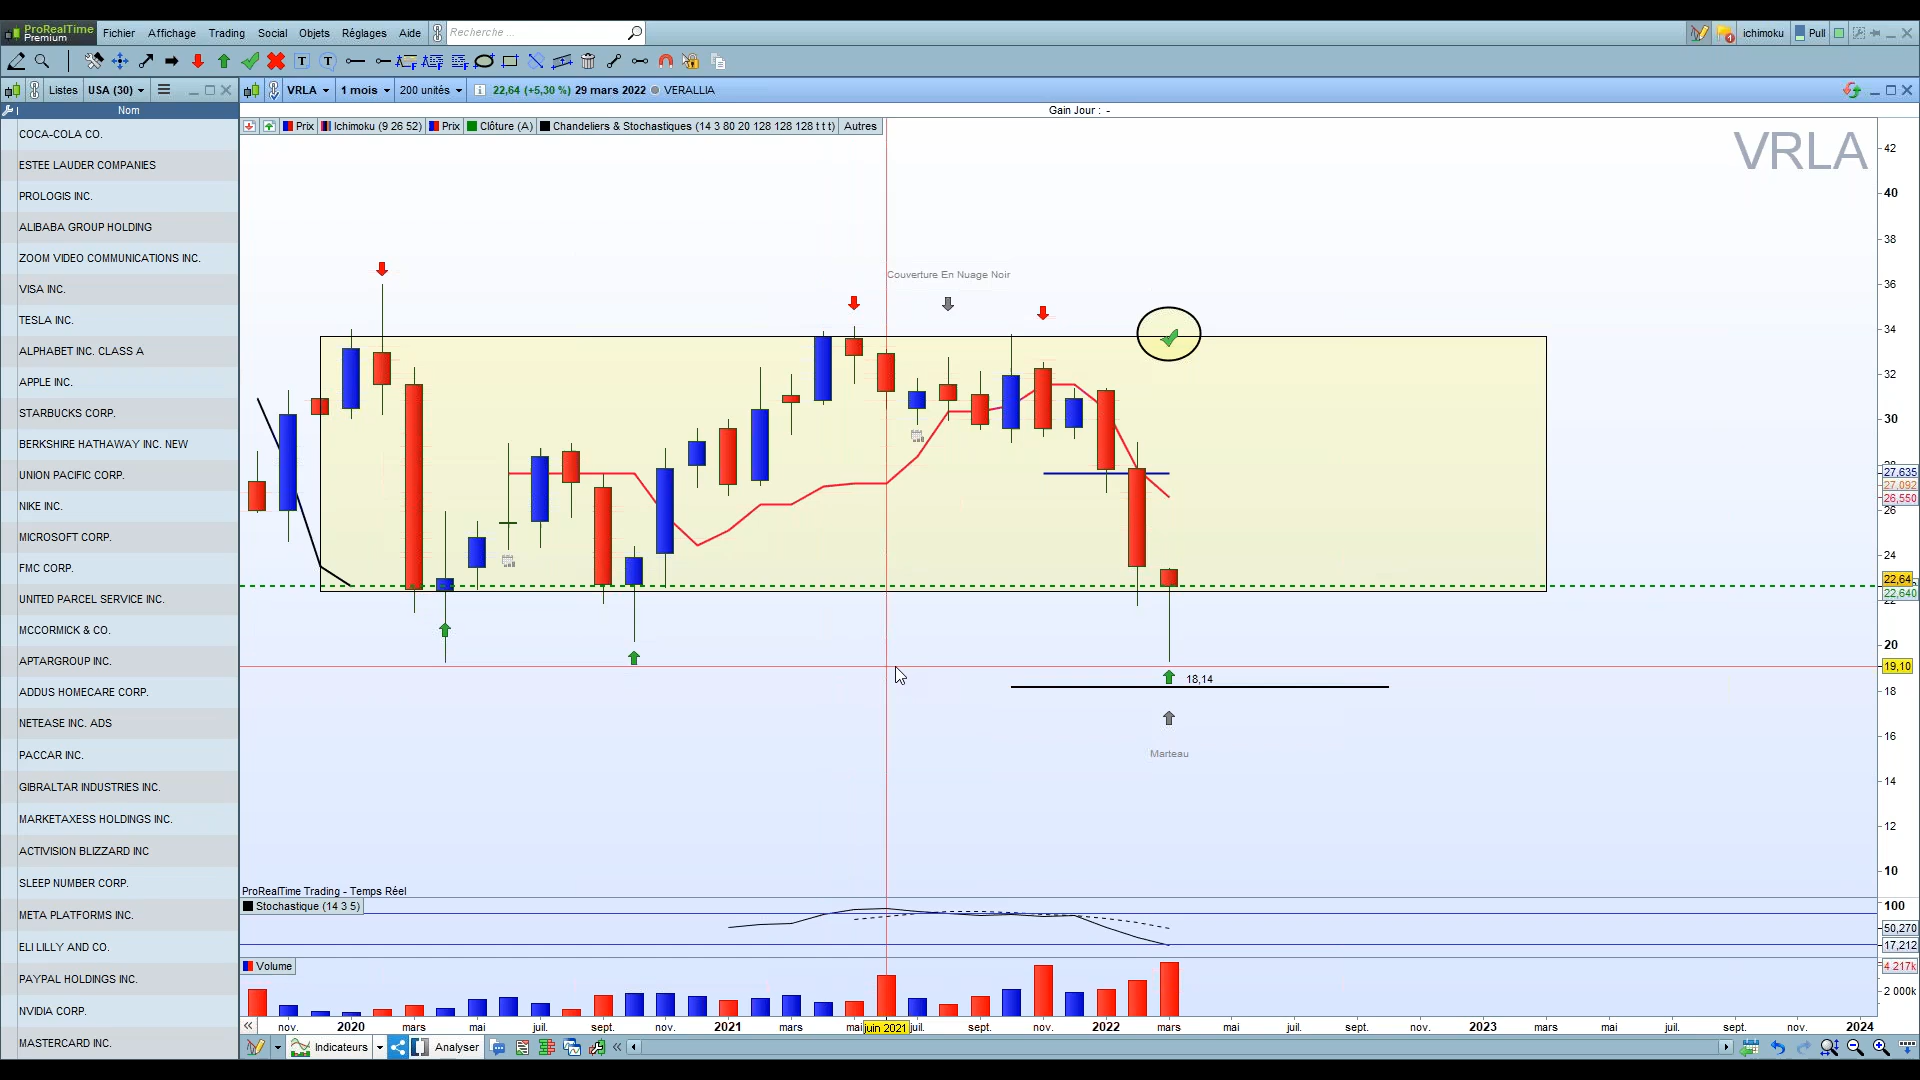 ProRealTime
Premium
Fichier Affichage Trading Social Objets Réglages Aide Recherche ... ichimoku Pull
Listes USA (30) VRLA 1 mois 200 unités 22,64 (+5,30 %) 29 mars 2022 VERALLIA
Nom
Gain Jour : -
Prix Ichimoku (9 26 52) Prix Clôture (A) Chandeliers & Stochastiques (14 3 80 20 128 128 128 t t t) Autres
VRLA
COCA-COLA CO.
ESTEE LAUDER COMPANIES
PROLOGIS INC.
ALIBABA GROUP HOLDING
ZOOM VIDEO COMMUNICATIONS INC.
VISA INC.
TESLA INC.
ALPHABET INC. CLASS A
APPLE INC.
STARBUCKS CORP.
BERKSHIRE HATHAWAY INC. NEW
UNION PACIFIC CORP.
NIKE INC.
MICROSOFT CORP.
FMC CORP.
UNITED PARCEL SERVICE INC.
MCCORMICK & CO.
APTARGROUP INC.
ADDUS HOMECARE CORP.
NETEASE INC. ADS
PACCAR INC.
GIBRALTAR INDUSTRIES INC.
MARKETAXESS HOLDINGS INC.
ACTIVISION BLIZZARD INC
SLEEP NUMBER CORP.
META PLATFORMS INC.
ELI LILLY AND CO.
PAYPAL HOLDINGS INC.
NVIDIA CORP.
MASTERCARD INC.
Couverture En Nuage Noir
18,14
Marteau
42
40
38
36
34
32
30
27,635
27,092
26,550
26
24
22,64
22,640
20
19,10
18
16
14
12
10
ProRealTime Trading - Temps Réel
Stochastique (14 3 5)
100
50,270
17,212
Volume
4 217k
2 000k
nov. 2020 mars mai juil. sept. nov. 2021 mars mai juin 2021 juil. sept. nov. 2022 mars mai juil. sept. nov. 2023 mars mai juil. sept. nov. 2024
Indicateurs Analyser